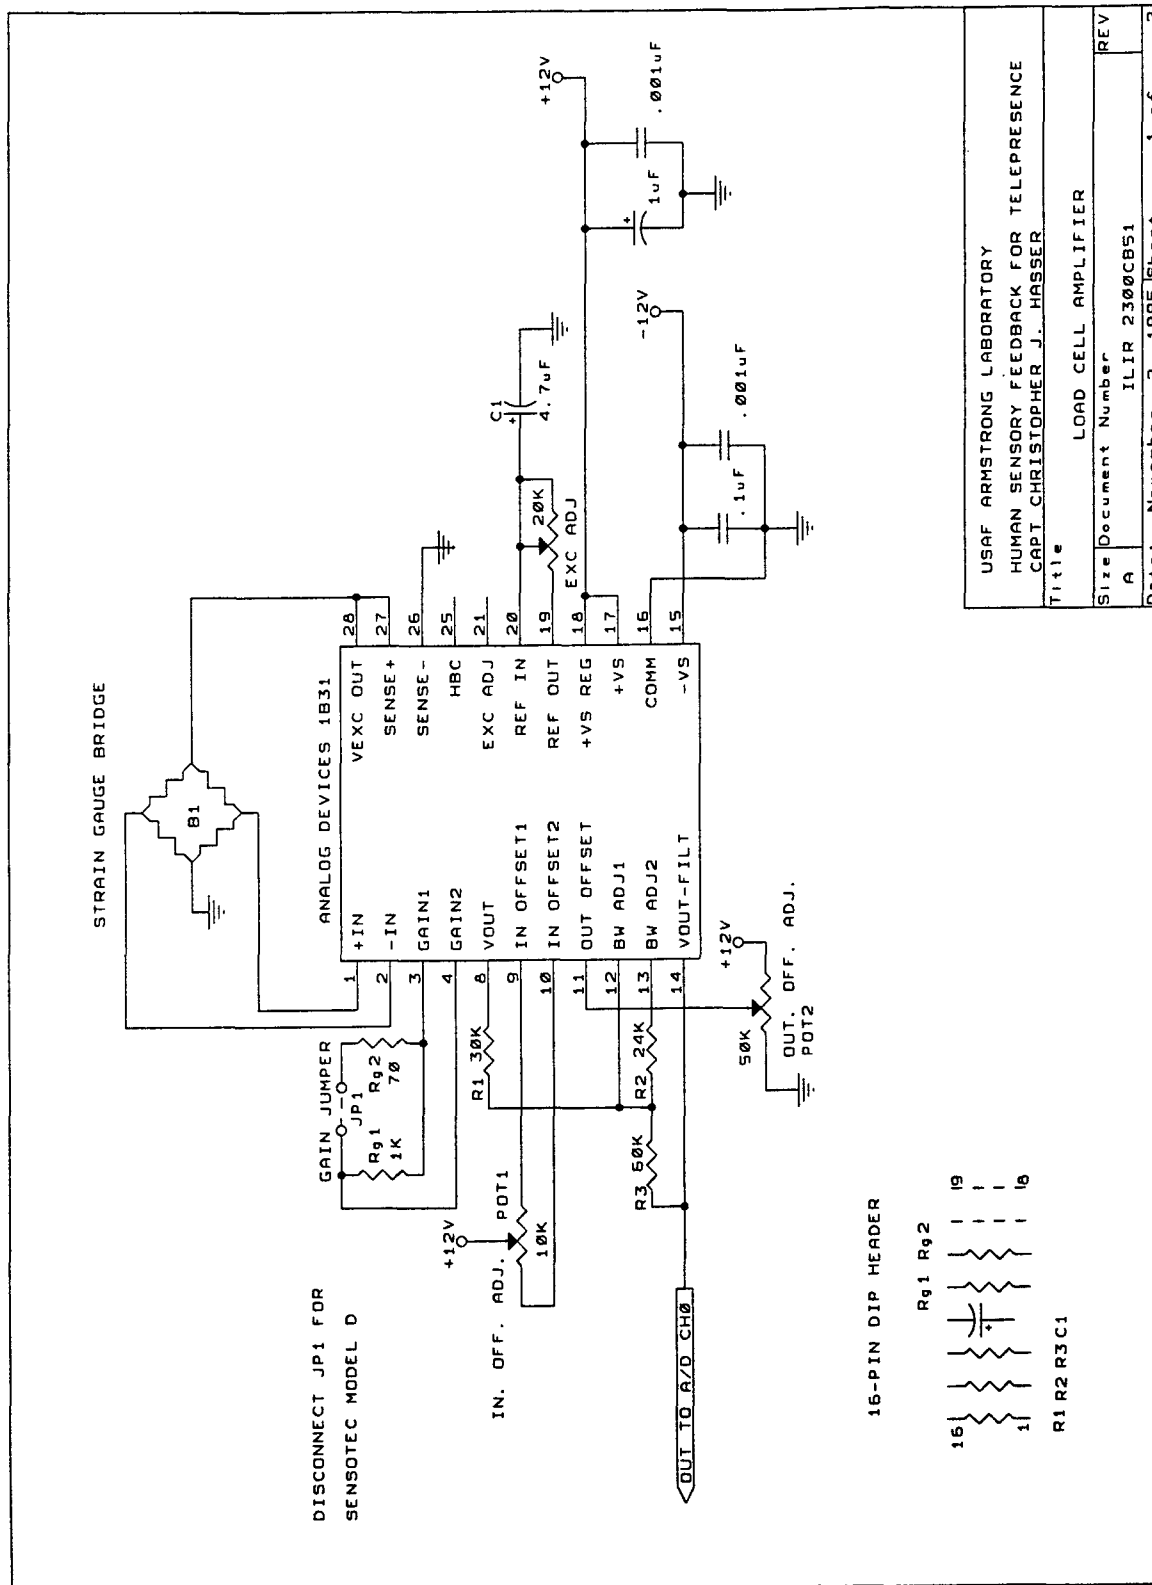 STRAIN GAUGE BRIDGE
B1
ANALOG DEVICES 1B31
1 +IN
2 -IN
3 GAIN1
4 GAIN2
8 VOUT
9 IN OFFSET1
10 IN OFFSET2
11 OUT OFFSET
12 BW ADJ1
13 BW ADJ2
14 VOUT-FILT
VEXC OUT 28
SENSE+ 27
SENSE- 26
HBC 25
EXC ADJ 21
REF IN 20
REF OUT 19
+VS REG 18
+VS 17
COMM 16
-VS 15
DISCONNECT JP1 FOR
SENSOTEC MODEL D
GAIN JUMPER
JP1
Rg1
1K
Rg2
70
+12V
IN. OFF. ADJ. POT1
10K
R1 30K
R2 24K
R3 60K
OUT TO A/D CH0
+12V
50K
OUT. OFF. ADJ.
POT2
C1
+
4.7uF
20K
EXC ADJ
+12V
+
1uF
.001uF
-12V
.1uF
.001uF
16-PIN DIP HEADER
Rg1 Rg2
16
9
+
1
8
R1 R2 R3 C1
USAF ARMSTRONG LABORATORY
HUMAN SENSORY FEEDBACK FOR TELEPRESENCE
CAPT CHRISTOPHER J. HASSER
Title
LOAD CELL AMPLIFIER
Size Document Number REV
A ILIR 2300CB51